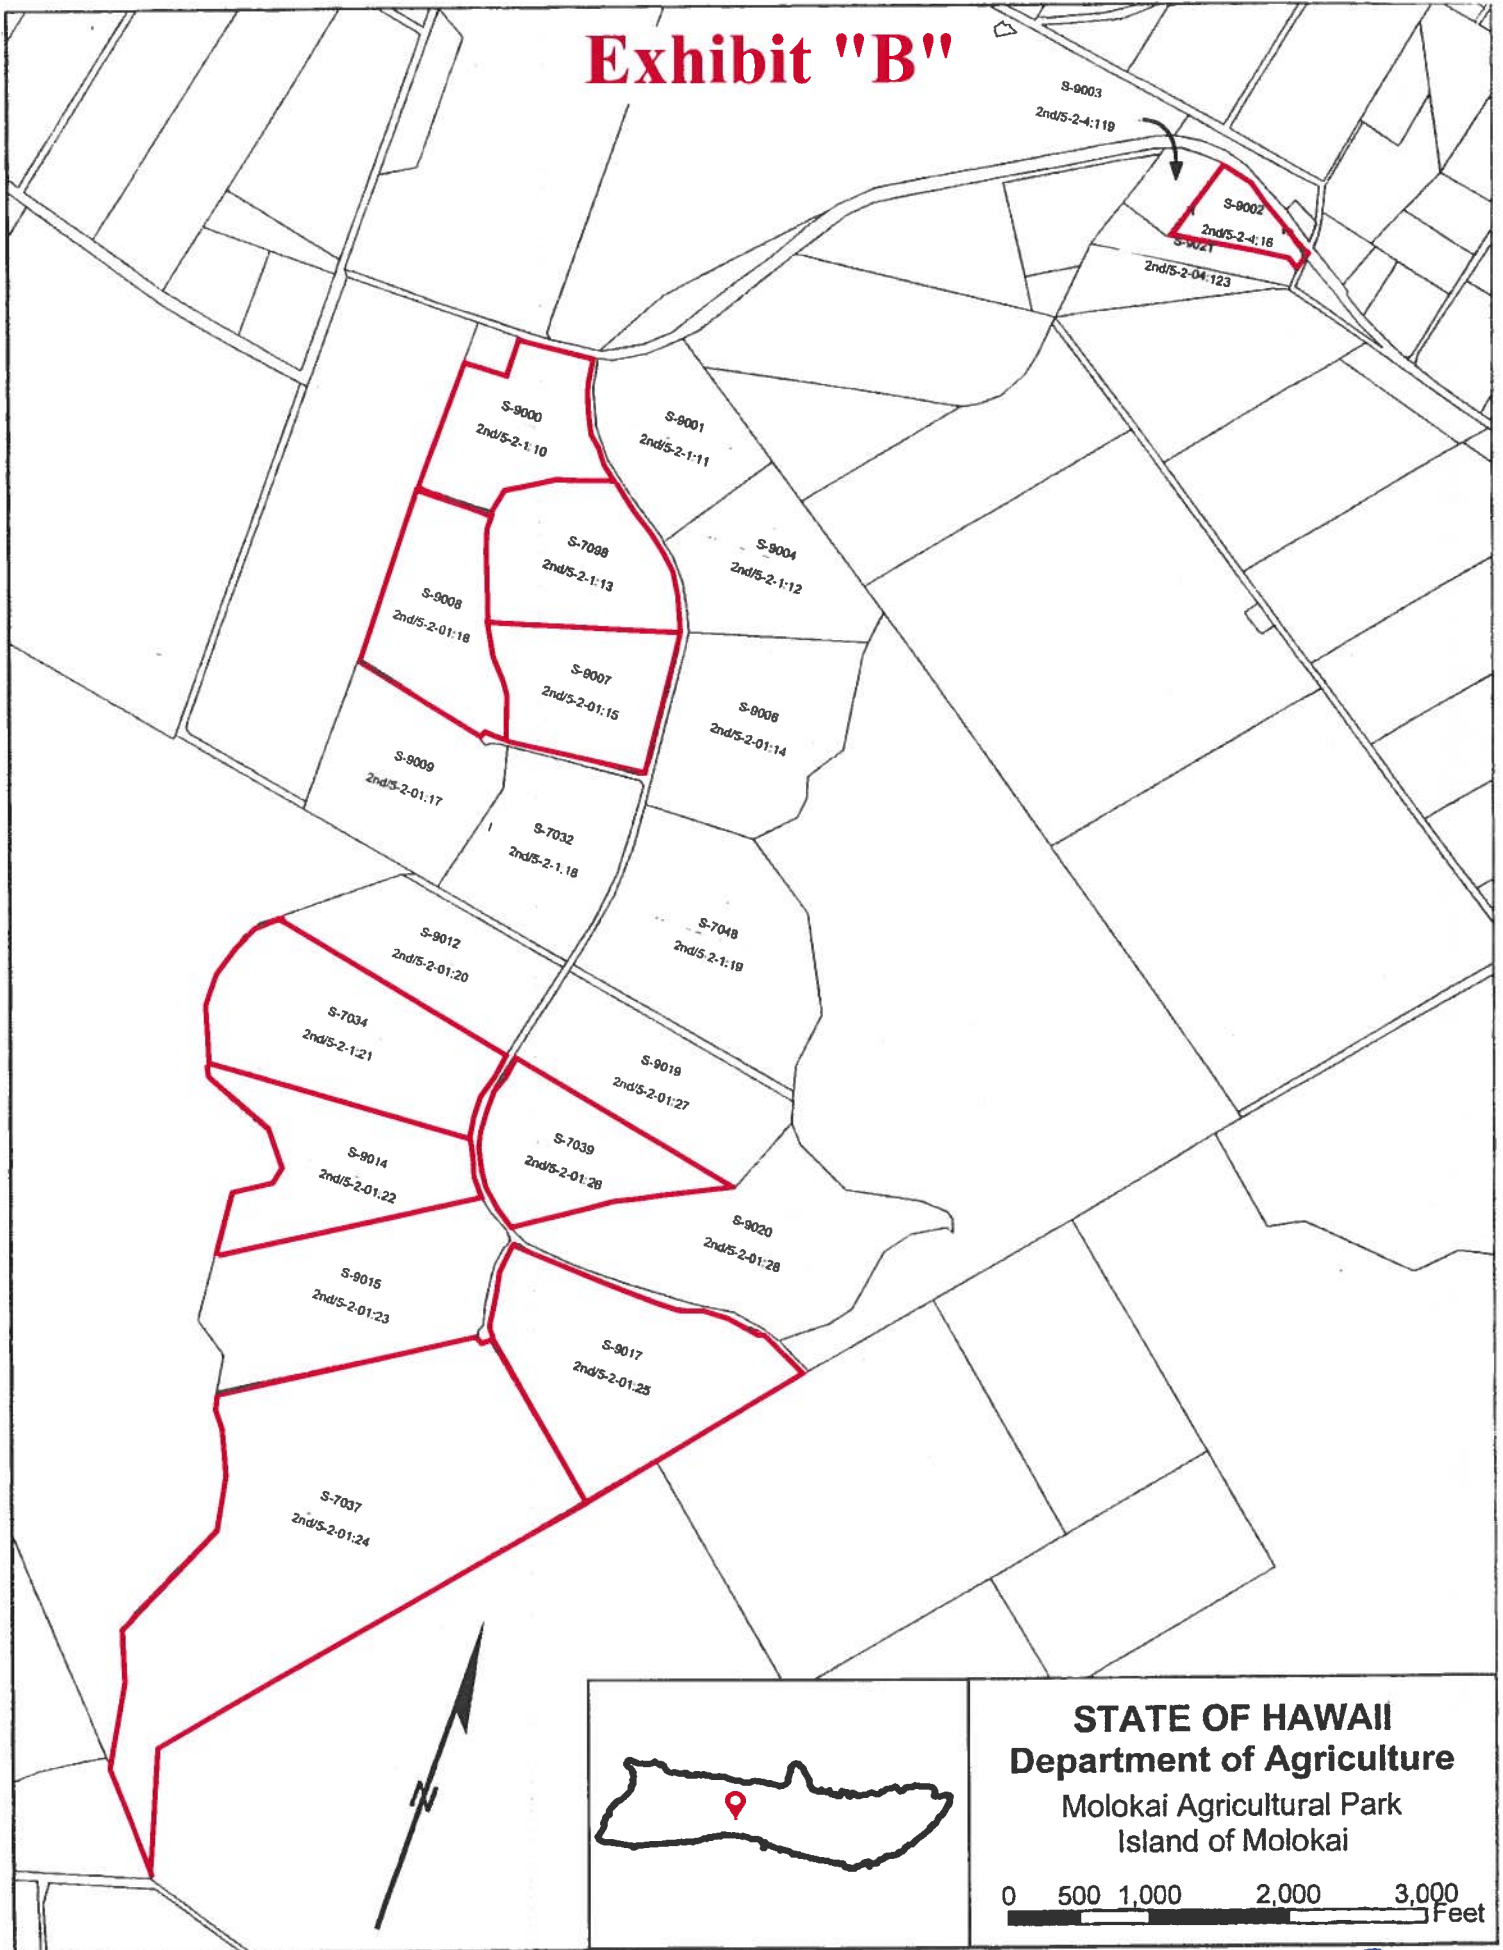 Exhibit "B"
S-9003
2nd/5-2-4:119
S-9002
2nd/5-2-4:16
S-9021
2nd/5-2-04:123
S-9000
2nd/5-2-1:10
S-9001
2nd/5-2-1:11
S-7098
2nd/5-2-1:13
S-9004
2nd/5-2-1:12
S-9008
2nd/5-2-01:16
S-9007
2nd/5-2-01:15
S-9006
2nd/5-2-01:14
S-9009
2nd/5-2-01:17
S-7032
2nd/5-2-1:18
S-7048
2nd/5-2-1:19
S-9012
2nd/5-2-01:20
S-7034
2nd/5-2-1:21
S-9019
2nd/5-2-01:27
S-7039
2nd/5-2-01:26
S-9014
2nd/5-2-01:22
S-9020
2nd/5-2-01:28
S-9015
2nd/5-2-01:23
S-9017
2nd/5-2-01:25
S-7037
2nd/5-2-01:24
N
STATE OF HAWAII
Department of Agriculture
Molokai Agricultural Park
Island of Molokai
0 500 1,000 2,000 3,000
Feet